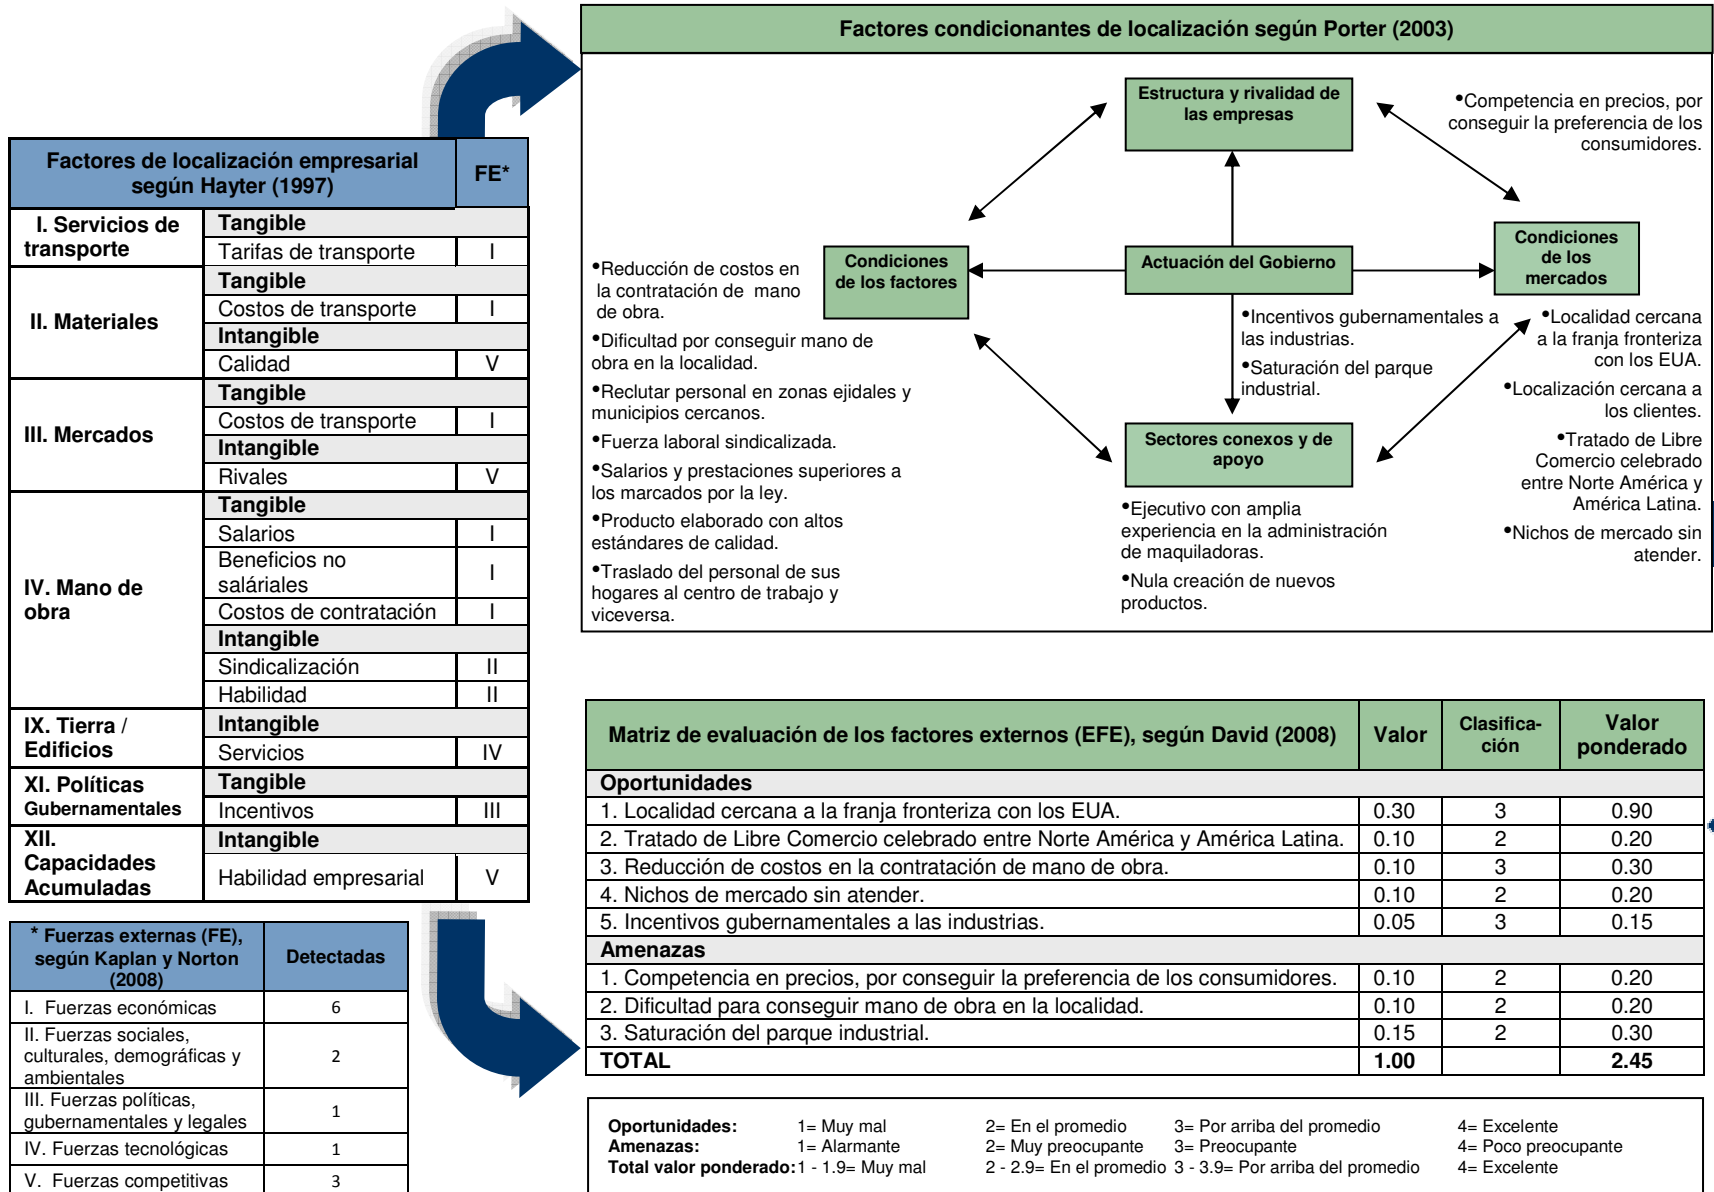 Factores de localización empresarial
según Hayter (1997)
FE*
I. Servicios de
transporte
Tangible
Tarifas de transporte I
II. Materiales
Tangible
Costos de transporte I
Intangible
Calidad V
III. Mercados
Tangible
Costos de transporte I
Intangible
Rivales V
IV. Mano de
obra
Tangible
Salarios I
Beneficios no
saláriales
I
Costos de contratación I
Intangible
Sindicalización II
Habilidad II
IX. Tierra /
Edificios
Intangible
Servicios IV
XI. Políticas
Gubernamentales
Tangible
Incentivos III
XII.
Capacidades
Acumuladas
Intangible
Habilidad empresarial V
* Fuerzas externas (FE),
según Kaplan y Norton
(2008)
Detectadas
I. Fuerzas económicas 6
II. Fuerzas sociales,
culturales, demográficas y
ambientales
2
III. Fuerzas políticas,
gubernamentales y legales
1
IV. Fuerzas tecnológicas 1
V. Fuerzas competitivas 3
Factores condicionantes de localización según Porter (2003)
Estructura y rivalidad de
las empresas
•Competencia en precios, por
conseguir la preferencia de los
consumidores.
Condiciones
de los factores
Actuación del Gobierno
Condiciones
de los
mercados
•Reducción de costos en
la contratación de mano
de obra.
•Dificultad por conseguir mano de
obra en la localidad.
•Reclutar personal en zonas ejidales y
municipios cercanos.
•Fuerza laboral sindicalizada.
•Salarios y prestaciones superiores a
los marcados por la ley.
•Producto elaborado con altos
estándares de calidad.
•Traslado del personal de sus
hogares al centro de trabajo y
viceversa.
•Incentivos gubernamentales a
las industrias.
•Saturación del parque
industrial.
Sectores conexos y de
apoyo
•Ejecutivo con amplia
experiencia en la administración
de maquiladoras.
•Nula creación de nuevos
productos.
•Localidad cercana
a la franja fronteriza
con los EUA.
•Localización cercana a
los clientes.
•Tratado de Libre
Comercio celebrado
entre Norte América y
América Latina.
•Nichos de mercado sin
atender.
Matriz de evaluación de los factores externos (EFE), según David (2008)
Valor
Clasifica-
ción
Valor
ponderado
Oportunidades
1. Localidad cercana a la franja fronteriza con los EUA. 0.30 3 0.90
2. Tratado de Libre Comercio celebrado entre Norte América y América Latina. 0.10 2 0.20
3. Reducción de costos en la contratación de mano de obra. 0.10 3 0.30
4. Nichos de mercado sin atender. 0.10 2 0.20
5. Incentivos gubernamentales a las industrias. 0.05 3 0.15
Amenazas
1. Competencia en precios, por conseguir la preferencia de los consumidores. 0.10 2 0.20
2. Dificultad para conseguir mano de obra en la localidad. 0.10 2 0.20
3. Saturación del parque industrial. 0.15 2 0.30
TOTAL 1.00 2.45
Oportunidades: 1= Muy mal 2= En el promedio 3= Por arriba del promedio 4= Excelente
Amenazas: 1= Alarmante 2= Muy preocupante 3= Preocupante 4= Poco preocupante
Total valor ponderado: 1 - 1.9= Muy mal 2 - 2.9= En el promedio 3 - 3.9= Por arriba del promedio 4= Excelente